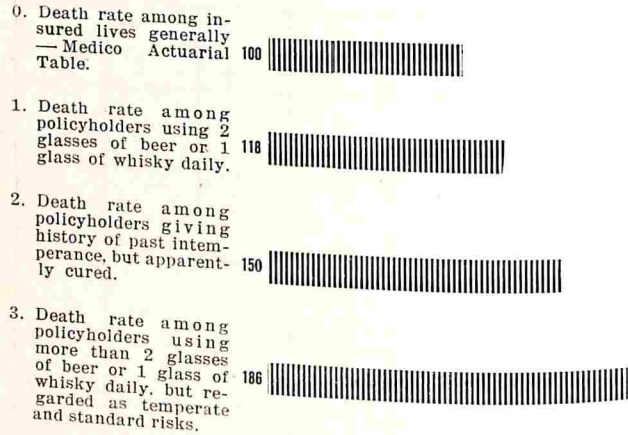 0. Death rate among in-
sured lives generally
— Medico Actuarial
Table.
100
1. Death rate among
policyholders using 2
glasses of beer or 1
glass of whisky daily.
118
2. Death rate among
policyholders giving
history of past intem-
perance, but apparent-
ly cured.
150
3. Death rate among
policyholders using
more than 2 glasses
of beer or 1 glass of
whisky daily. but re-
garded as temperate
and standard risks.
186